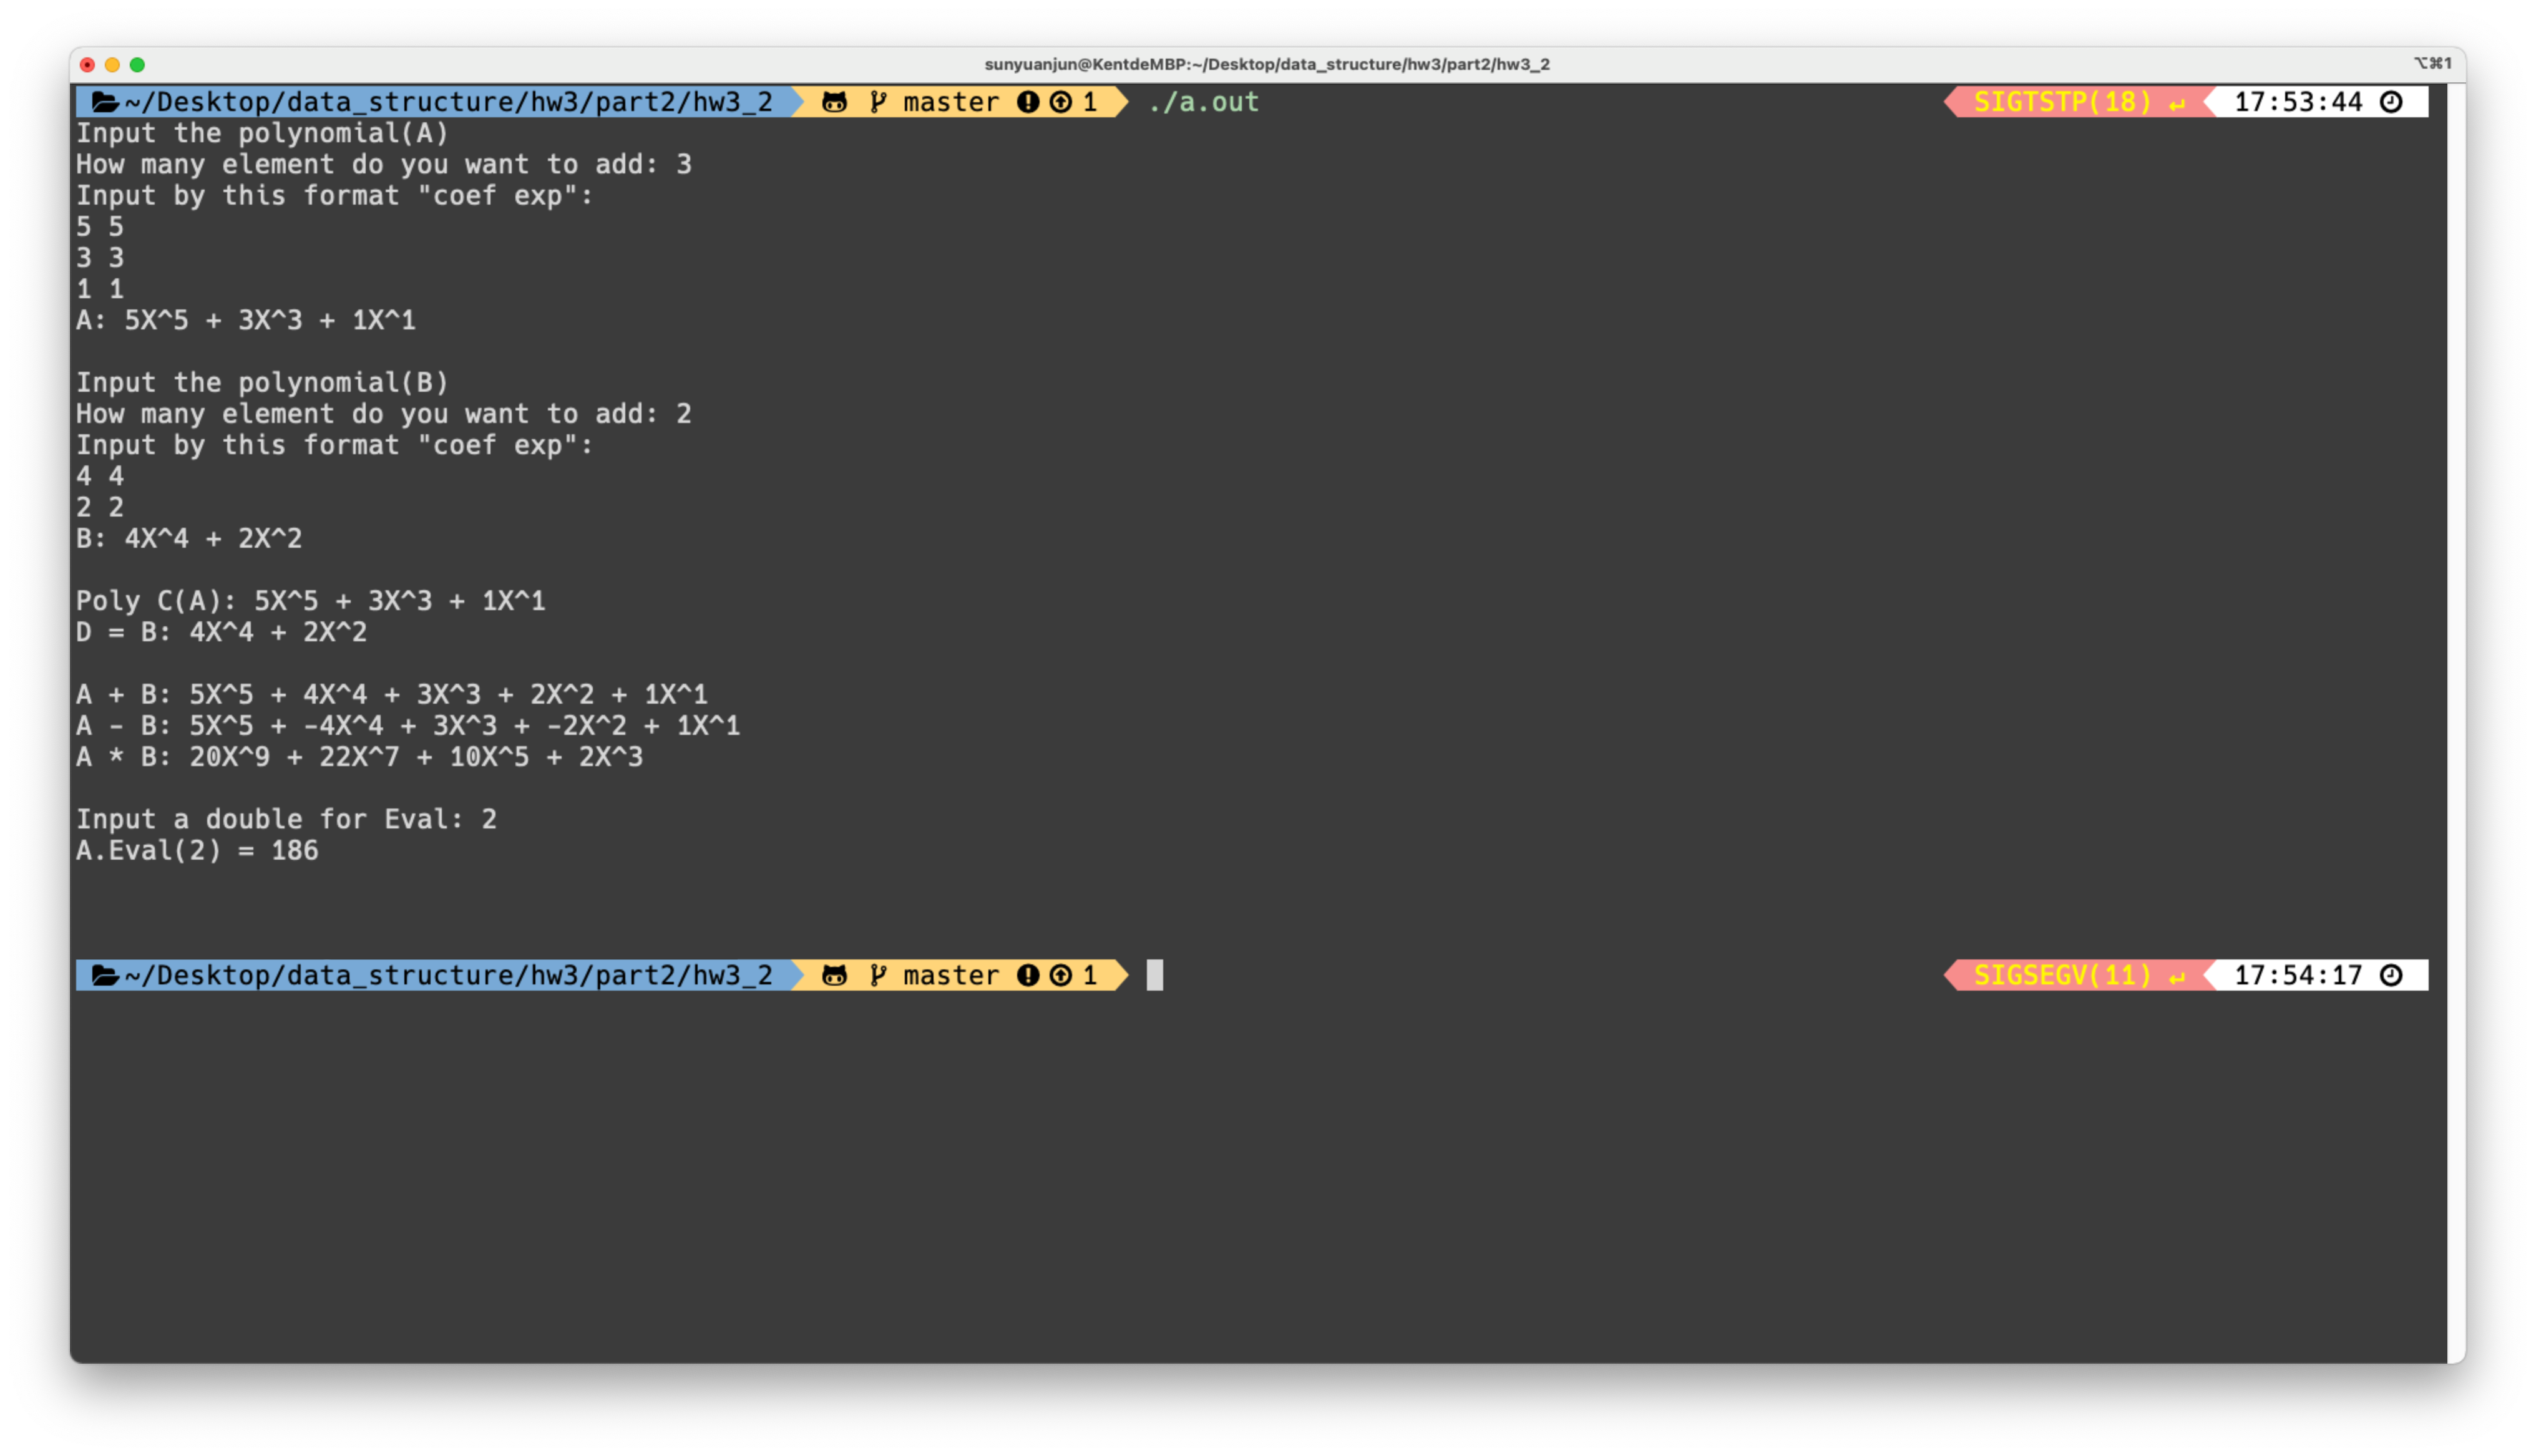 sunyuanjun@KentdeMBP:~/Desktop/data_structure/hw3/part2/hw3_2 ⌥⌘1
~/Desktop/data_structure/hw3/part2/hw3_2 master 1 ./a.out SIGTSTP(18) ↵ 17:53:44
Input the polynomial(A)
How many element do you want to add: 3
Input by this format "coef exp":
5 5
3 3
1 1
A: 5X^5 + 3X^3 + 1X^1
Input the polynomial(B)
How many element do you want to add: 2
Input by this format "coef exp":
4 4
2 2
B: 4X^4 + 2X^2
Poly C(A): 5X^5 + 3X^3 + 1X^1
D = B: 4X^4 + 2X^2
A + B: 5X^5 + 4X^4 + 3X^3 + 2X^2 + 1X^1
A - B: 5X^5 + -4X^4 + 3X^3 + -2X^2 + 1X^1
A * B: 20X^9 + 22X^7 + 10X^5 + 2X^3
Input a double for Eval: 2
A.Eval(2) = 186
~/Desktop/data_structure/hw3/part2/hw3_2 master 1 SIGSEGV(11) ↵ 17:54:17